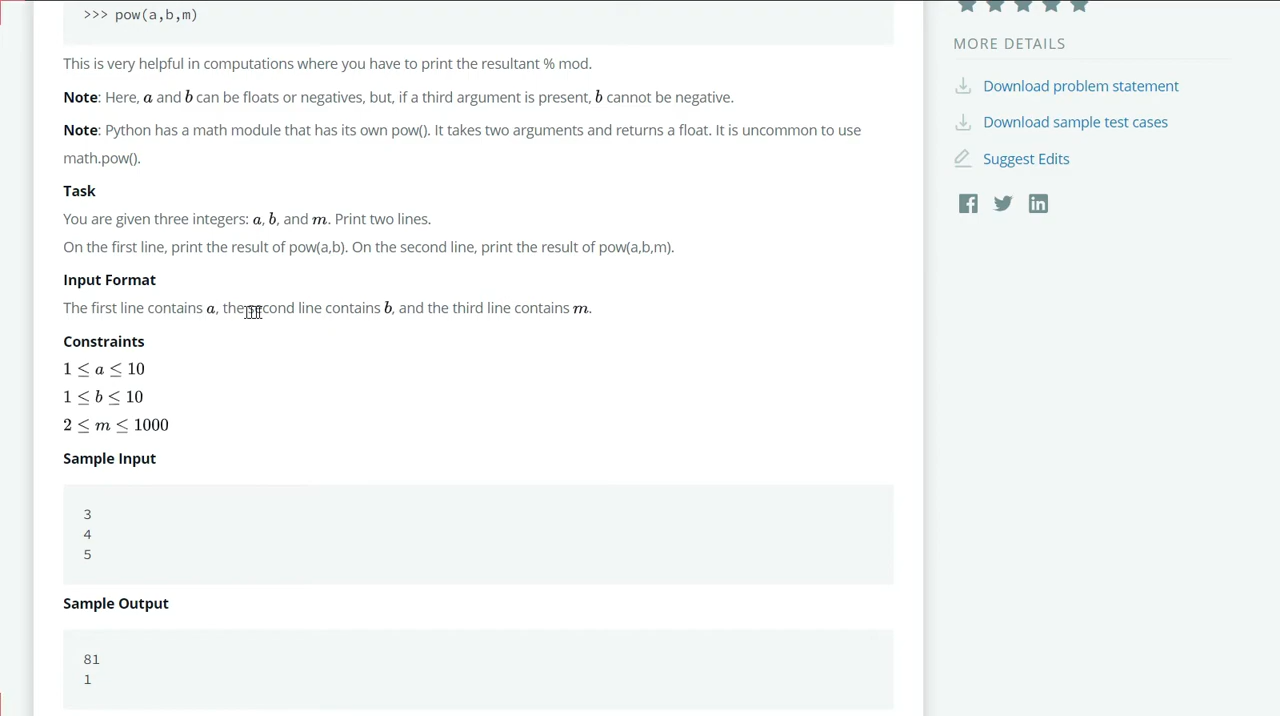 >>> pow(a,b,m)
This is very helpful in computations where you have to print the resultant % mod.
Note: Here, a and b can be floats or negatives, but, if a third argument is present, b cannot be negative.
Note: Python has a math module that has its own pow(). It takes two arguments and returns a float. It is uncommon to use
math.pow().
Task
You are given three integers: a, b, and m. Print two lines.
On the first line, print the result of pow(a,b). On the second line, print the result of pow(a,b,m).
Input Format
The first line contains a, the second line contains b, and the third line contains m.
Constraints
1 ≤ a ≤ 10
1 ≤ b ≤ 10
2 ≤ m ≤ 1000
Sample Input
3
4
5
Sample Output
81
1
MORE DETAILS
Download problem statement
Download sample test cases
Suggest Edits